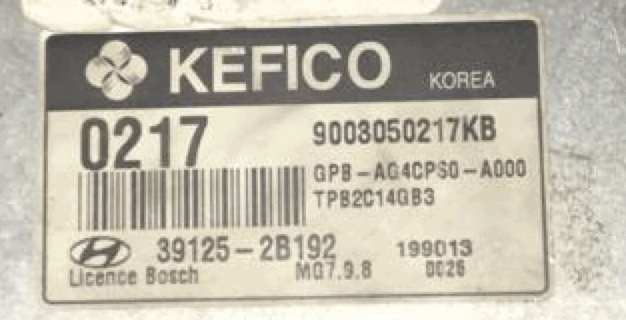 KEFICO KOREA
0217
9003050217KB
GPB-AG4CPS0-A000
TPB2C14GB3
39125-2B192
199013
Licence Bosch
MG7.9.8
0026